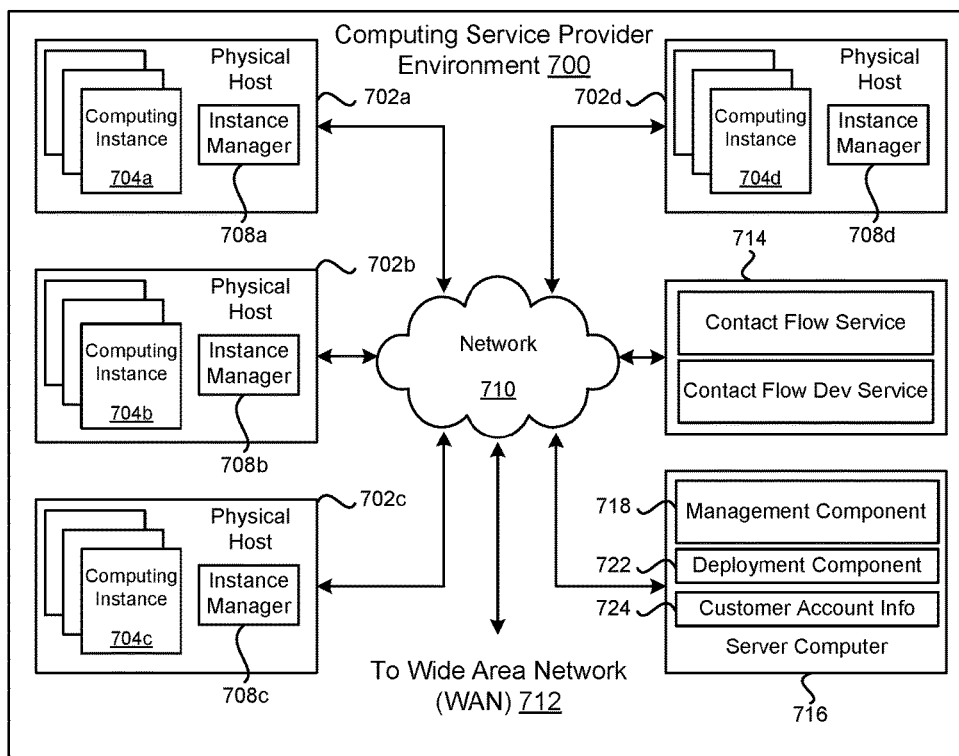 Computing Service Provider
Environment 700
Physical
Host
702a
Computing
Instance
704a
Instance
Manager
708a
702d
Physical
Host
Computing
Instance
704d
Instance
Manager
708d
702b
Physical
Host
Computing
Instance
704b
Instance
Manager
708b
Network
710
714
Contact Flow Service
Contact Flow Dev Service
702c
Physical
Host
Computing
Instance
704c
Instance
Manager
708c
718
Management Component
722
Deployment Component
724
Customer Account Info
Server Computer
716
To Wide Area Network
(WAN) 712